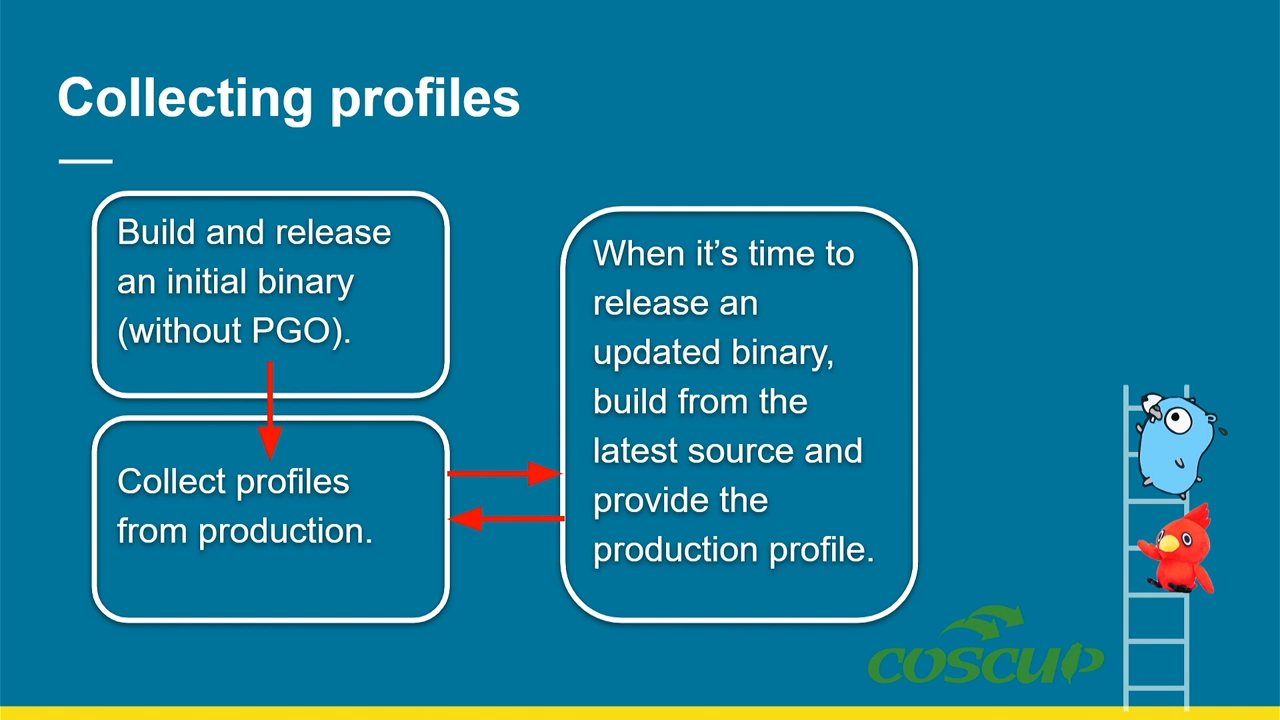 Collecting profiles
Build and release
an initial binary
(without PGO).
Collect profiles
from production.
When it’s time to
release an
updated binary,
build from the
latest source and
provide the
production profile.
COSCUP